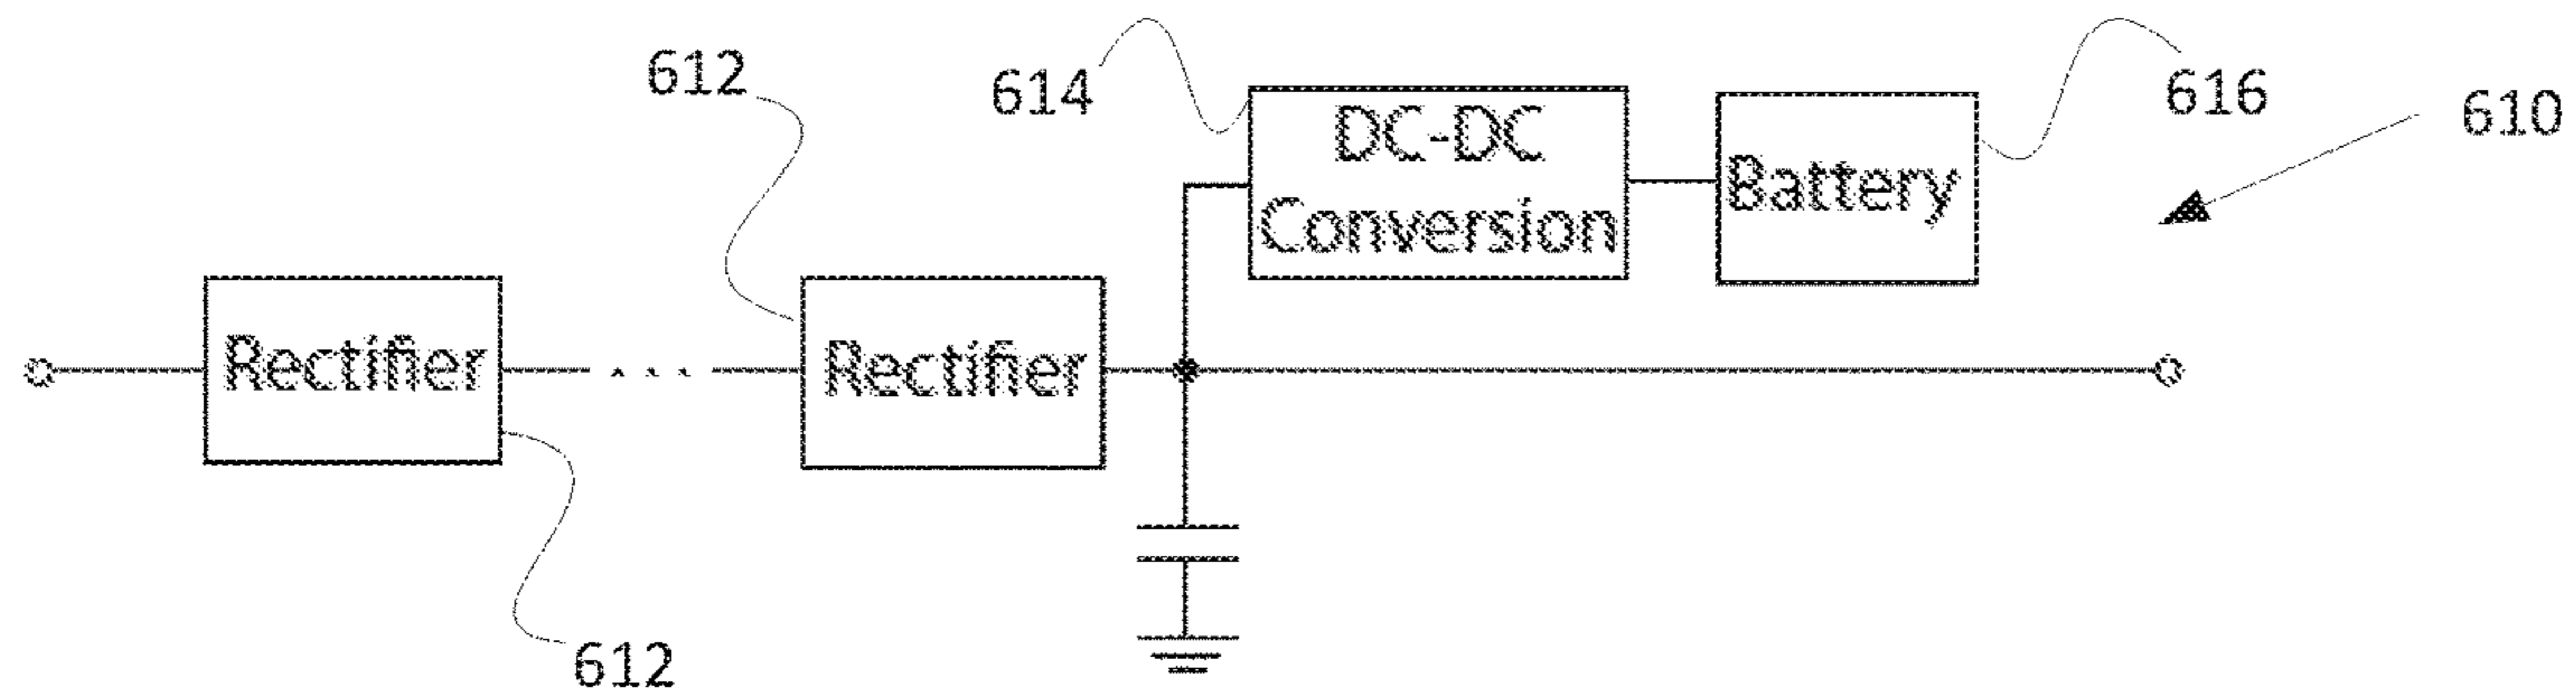 612
614
DC-DC
Conversion
Battery
616
610
Rectifier
. . .
Rectifier
612